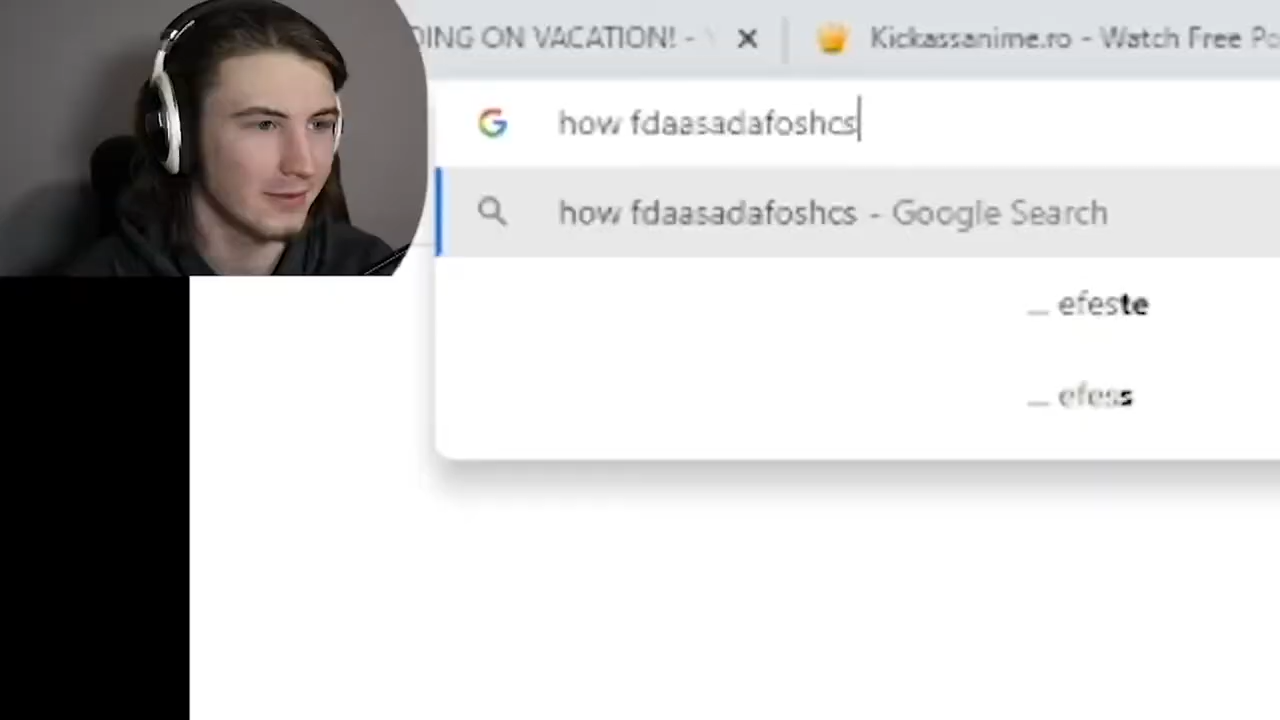 DING ON VACATION! -
Kickassanime.ro - Watch Free Po
how fdaasadafoshcs
how fdaasadafoshcs - Google Search
... efeste
... efess